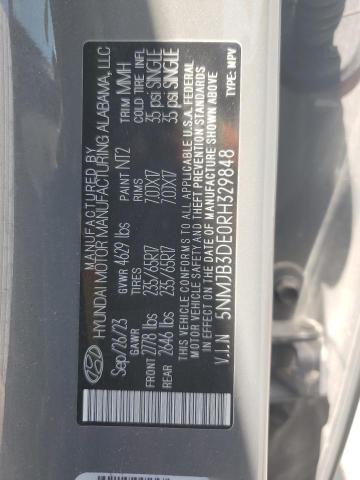 MANUFACTURED BY
HYUNDAI MOTOR MANUFACTURING ALABAMA, LLC
Sep/26/23 GVWR 4629 lbs PAINT NT2 TRIM MMH
GAWR TIRES RIMS COLD TIRE INFL
FRONT 2778 lbs 235/65R17 7.0JX17 35 psi SINGLE
REAR 2646 lbs 235/65R17 7.0JX17 35 psi SINGLE
THIS VEHICLE CONFORMS TO ALL APPLICABLE U.S.A. FEDERAL
MOTOR VEHICLE SAFETY AND THEFT PREVENTION STANDARDS
IN EFFECT ON THE DATE OF MANUFACTURE SHOWN ABOVE
V.I.N 5NMJB3DE0RH329848 TYPE: MPV